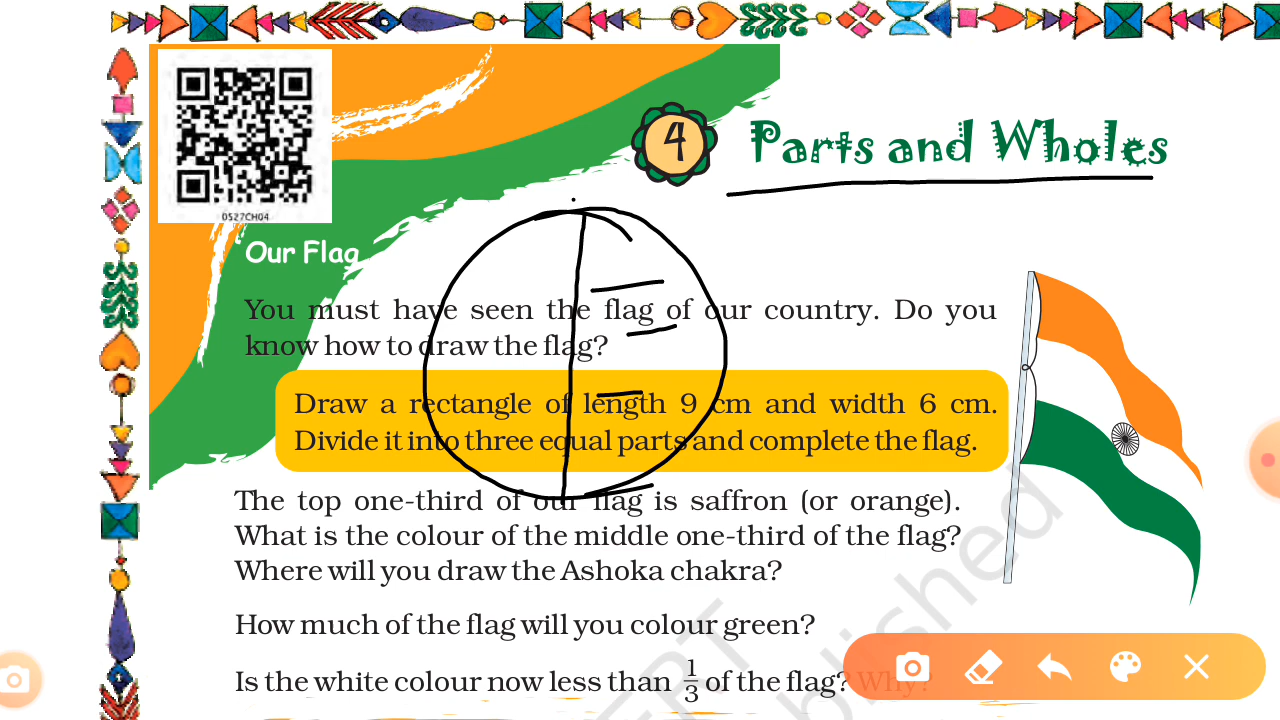 4 Parts and Wholes
0527CH04
Our Flag
You must have seen the flag of our country. Do you
know how to draw the flag?
Draw a rectangle of length 9 cm and width 6 cm.
Divide it into three equal parts and complete the flag.
The top one-third of our flag is saffron (or orange).
What is the colour of the middle one-third of the flag?
Where will you draw the Ashoka chakra?
How much of the flag will you colour green?
Is the white colour now less than 1/3 of the flag? Why?